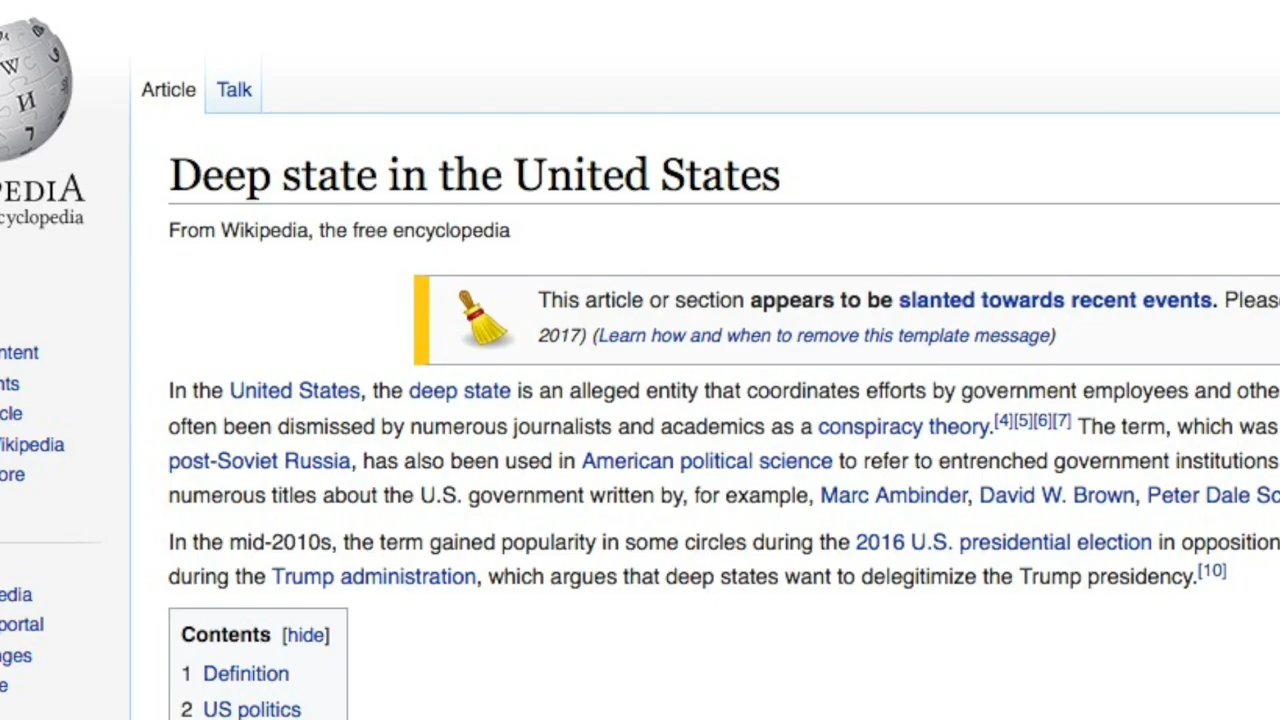 W
И
PEDIA
cyclopedia
Article Talk
Deep state in the United States
From Wikipedia, the free encyclopedia
This article or section appears to be slanted towards recent events. Pleas
2017) (Learn how and when to remove this template message)
In the United States, the deep state is an alleged entity that coordinates efforts by government employees and othe
often been dismissed by numerous journalists and academics as a conspiracy theory.[4][5][6][7] The term, which was
post-Soviet Russia, has also been used in American political science to refer to entrenched government institutions
numerous titles about the U.S. government written by, for example, Marc Ambinder, David W. Brown, Peter Dale Sc
In the mid-2010s, the term gained popularity in some circles during the 2016 U.S. presidential election in opposition
during the Trump administration, which argues that deep states want to delegitimize the Trump presidency.[10]
Contents [hide]
1 Definition
2 US politics
ntent
nts
cle
ikipedia
ore
edia
portal
nges
e